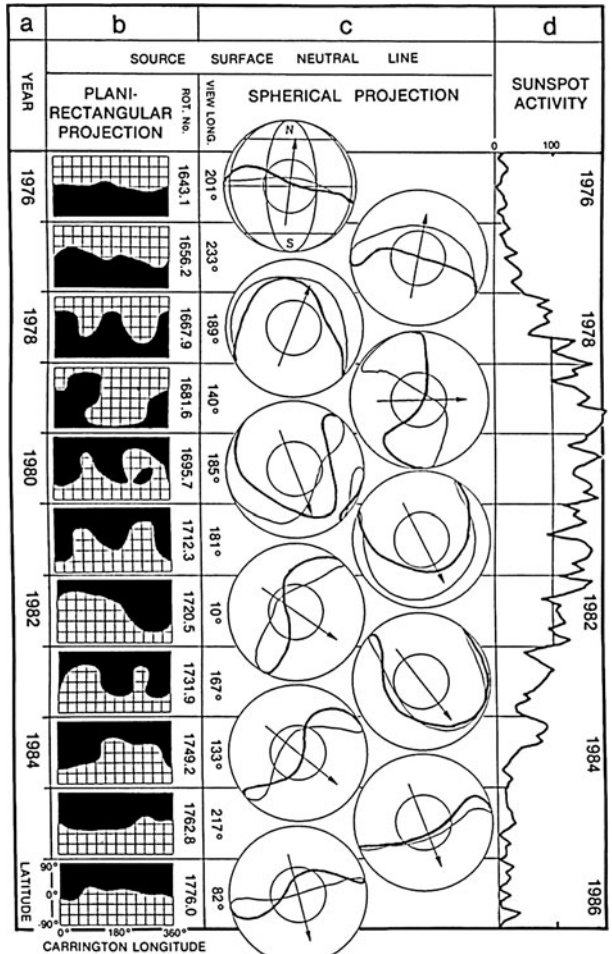 a b c d
SOURCE SURFACE NEUTRAL LINE
YEAR
PLANI-
RECTANGULAR
PROJECTION
ROT. No.
VIEW LONG.
SPHERICAL PROJECTION
SUNSPOT
ACTIVITY
0 100
N
S
1976 1643.1 201° 1976
1656.2 233°
1978 1667.9 189° 1978
1681.6 140°
1980 1695.7 185° 1980
1712.3 181°
1982 1720.5 10° 1982
1731.9 167°
1984 1749.2 133° 1984
1762.8 217°
LATITUDE 1776.0 82° 1986
90°
0°
-90°
0° 180° 360°
CARRINGTON LONGITUDE